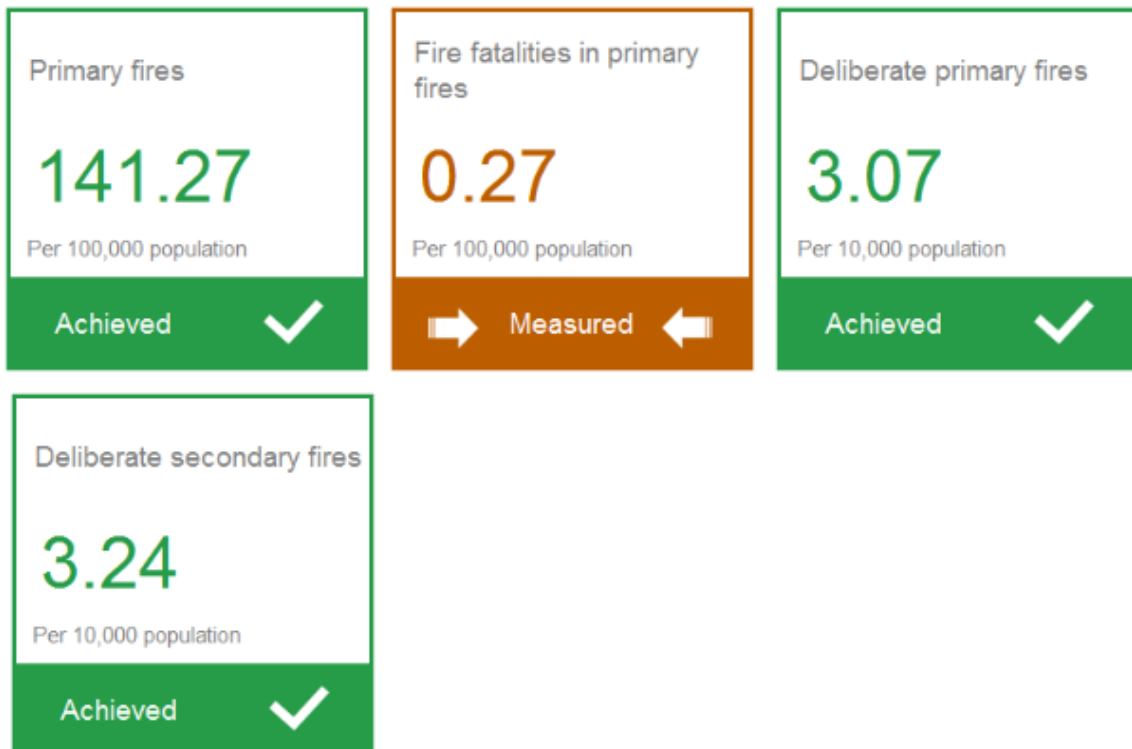 Primary fires
141.27
Per 100,000 population
Achieved
Fire fatalities in primary
fires
0.27
Per 100,000 population
Measured
Deliberate primary fires
3.07
Per 10,000 population
Achieved
Deliberate secondary fires
3.24
Per 10,000 population
Achieved